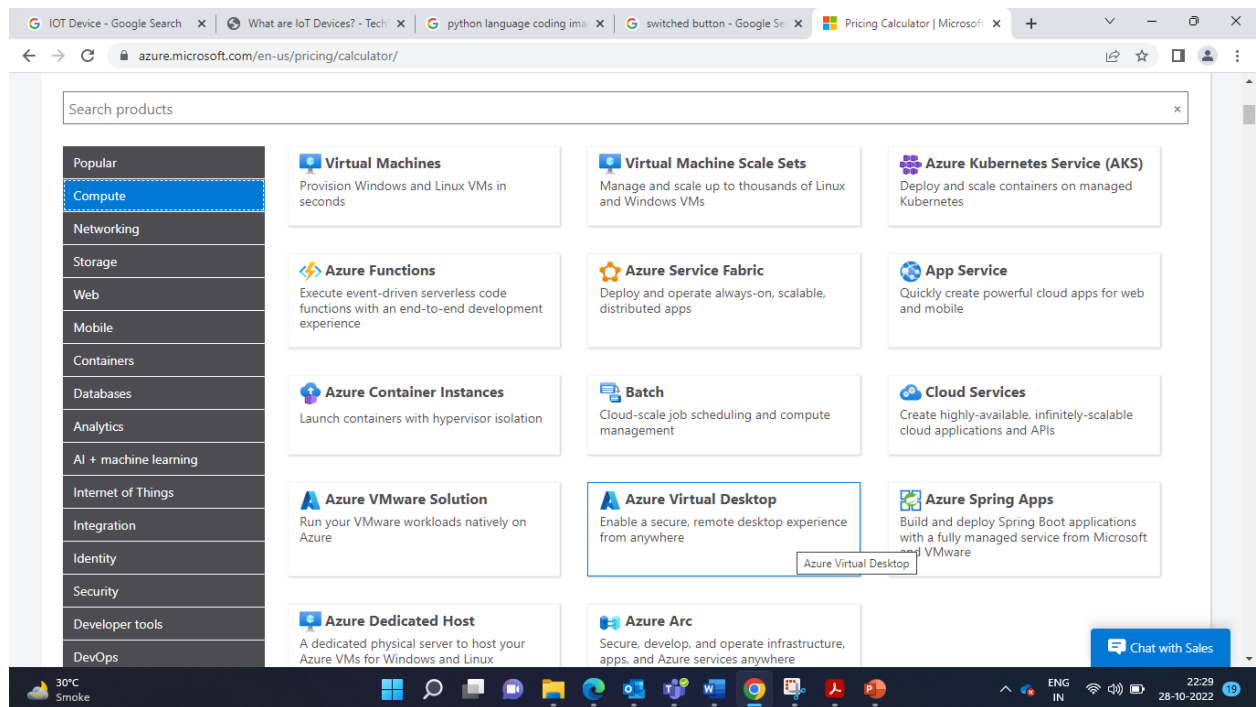 IOT Device - Google Search
What are IoT Devices? - Tech
python language coding ima
switched button - Google Se
Pricing Calculator | Microsoft
azure.microsoft.com/en-us/pricing/calculator/
Search products
Popular
Compute
Networking
Storage
Web
Mobile
Containers
Databases
Analytics
AI + machine learning
Internet of Things
Integration
Identity
Security
Developer tools
DevOps
Virtual Machines
Provision Windows and Linux VMs in
seconds
Virtual Machine Scale Sets
Manage and scale up to thousands of Linux
and Windows VMs
Azure Kubernetes Service (AKS)
Deploy and scale containers on managed
Kubernetes
Azure Functions
Execute event-driven serverless code
functions with an end-to-end development
experience
Azure Service Fabric
Deploy and operate always-on, scalable,
distributed apps
App Service
Quickly create powerful cloud apps for web
and mobile
Azure Container Instances
Launch containers with hypervisor isolation
Batch
Cloud-scale job scheduling and compute
management
Cloud Services
Create highly-available, infinitely-scalable
cloud applications and APIs
Azure VMware Solution
Run your VMware workloads natively on
Azure
Azure Virtual Desktop
Enable a secure, remote desktop experience
from anywhere
Azure Virtual Desktop
Azure Spring Apps
Build and deploy Spring Boot applications
with a fully managed service from Microsoft
and VMware
Azure Dedicated Host
A dedicated physical server to host your
Azure VMs for Windows and Linux
Azure Arc
Secure, develop, and operate infrastructure,
apps, and Azure services anywhere
Chat with Sales
30°C
Smoke
ENG
IN
22:29
28-10-2022
19